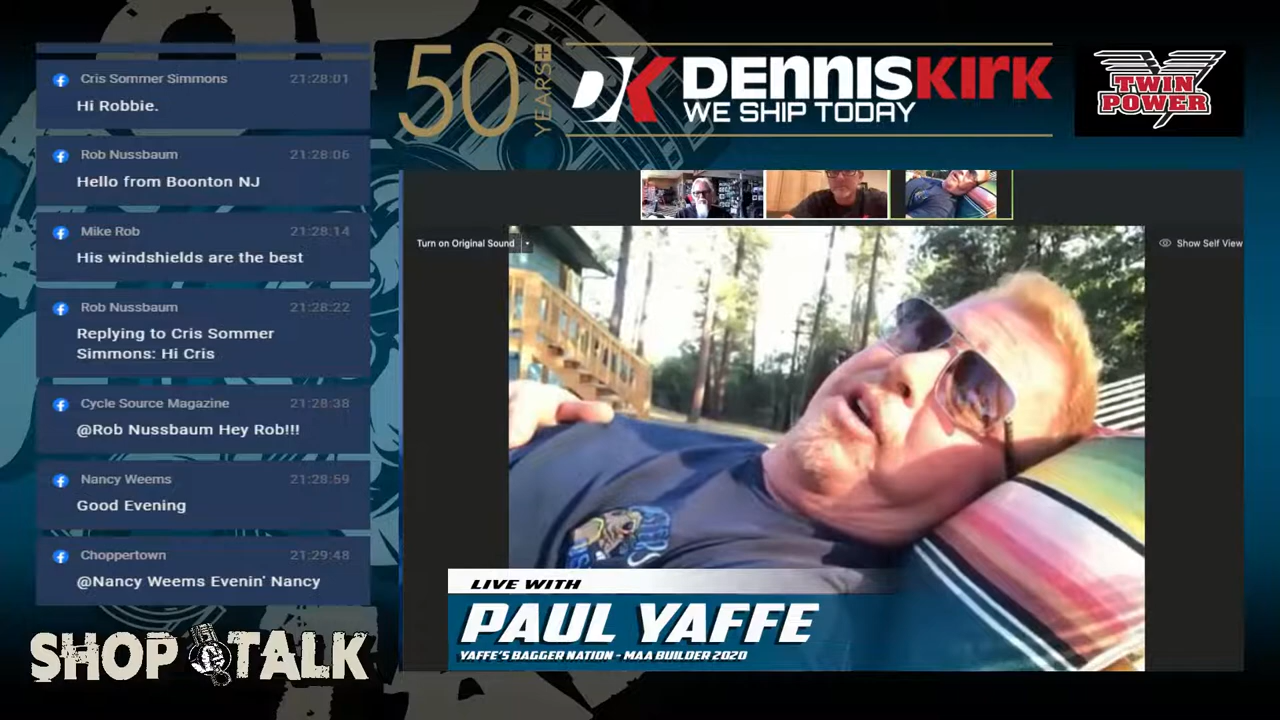 Cris Sommer Simmons 21:28:01
Hi Robbie.
Rob Nussbaum 21:28:06
Hello from Boonton NJ
Mike Rob 21:28:14
His windshields are the best
Rob Nussbaum 21:28:22
Replying to Cris Sommer
Simmons: Hi Cris
Cycle Source Magazine 21:28:38
@Rob Nussbaum Hey Rob!!!
Nancy Weems 21:28:59
Good Evening
Choppertown 21:29:48
@Nancy Weems Evenin' Nancy
SHOP TALK
50 YEARS+
DK DENNIS KIRK
WE SHIP TODAY
TWIN
POWER
Turn on Original Sound
Show Self View
LIVE WITH
PAUL YAFFE
YAFFE'S BAGGER NATION - MAA BUILDER 2020